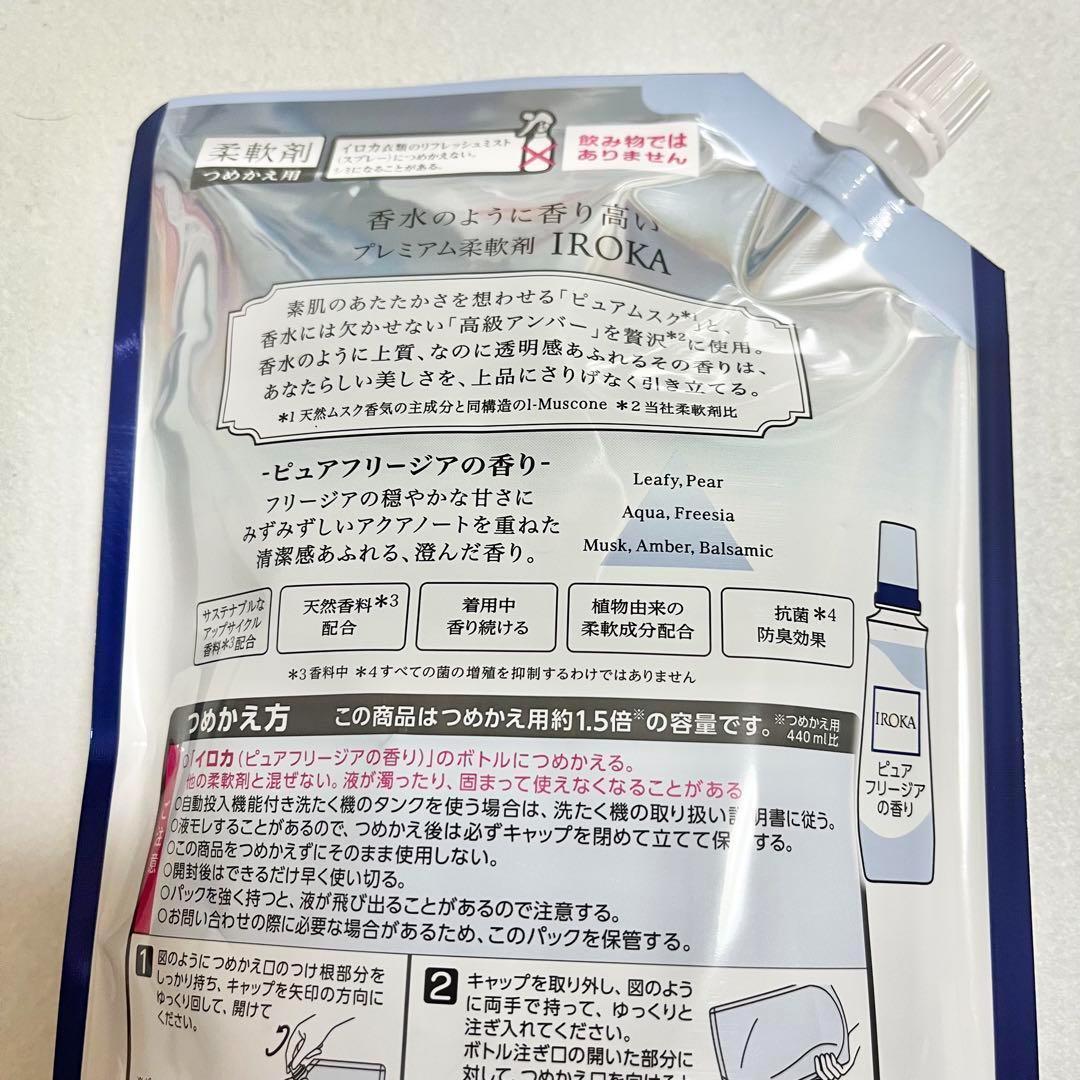 柔軟剤
つめかえ用
イロカ衣類のリフレッシュミスト
(スプレー)につめかえない。
になることがある。
飲み物では
ありません
香水のように香り高い
プレミアム柔軟剤 IROKA
素肌のあたたかさを想わせる「ピュアムスク*1」と、
香水には欠かせない「高級アンバー」を贅沢*2に使用。
香水のように上質、なのに透明感あふれるその香りは、
あなたらしい美しさを、上品にさりげなく引き立てる。
*1 天然ムスク香気の主成分と同構造のl-Muscone *2 当社柔軟剤比
-ピュアフリージアの香り-
フリージアの穏やかな甘さに
みずみずしいアクアノートを重ねた
清潔感あふれる、澄んだ香り。
Leafy, Pear
Aqua, Freesia
Musk, Amber, Balsamic
サステナブルな
アップサイクル
香料*3配合
天然香料*3
配合
着用中
香り続ける
植物由来の
柔軟成分配合
抗菌*4
防臭効果
*3香料中 *4すべての菌の増殖を抑制するわけではありません
IROKA
ピュア
フリージア
の香り
つめかえ方 この商品はつめかえ用約1.5倍※の容量です。※つめかえ用
440ml比
ご注意
○「イロカ(ピュアフリージアの香り)」のボトルにつめかえる。
他の柔軟剤と混ぜない。液が濁ったり、固まって使えなくなることがある
○自動投入機能付き洗たく機のタンクを使う場合は、洗たく機の取り扱い説明書に従う。
○液モレすることがあるので、つめかえ後は必ずキャップを閉めて立てて保管する。
○この商品をつめかえずにそのまま使用しない。
○開封後はできるだけ早く使い切る。
○パックを強く持つと、液が飛び出ることがあるので注意する。
○お問い合わせの際に必要な場合があるため、このパックを保管する。
1 図のようにつめかえ口のつけ根部分を
しっかり持ち、キャップを矢印の方向に
ゆっくり回して、開けて
ください。
2 キャップを取り外し、図のよう
に両手で持って、ゆっくりと
注ぎ入れてください。
ボトル注ぎ口の開いた部分に
対して、つめかえ口を向けると